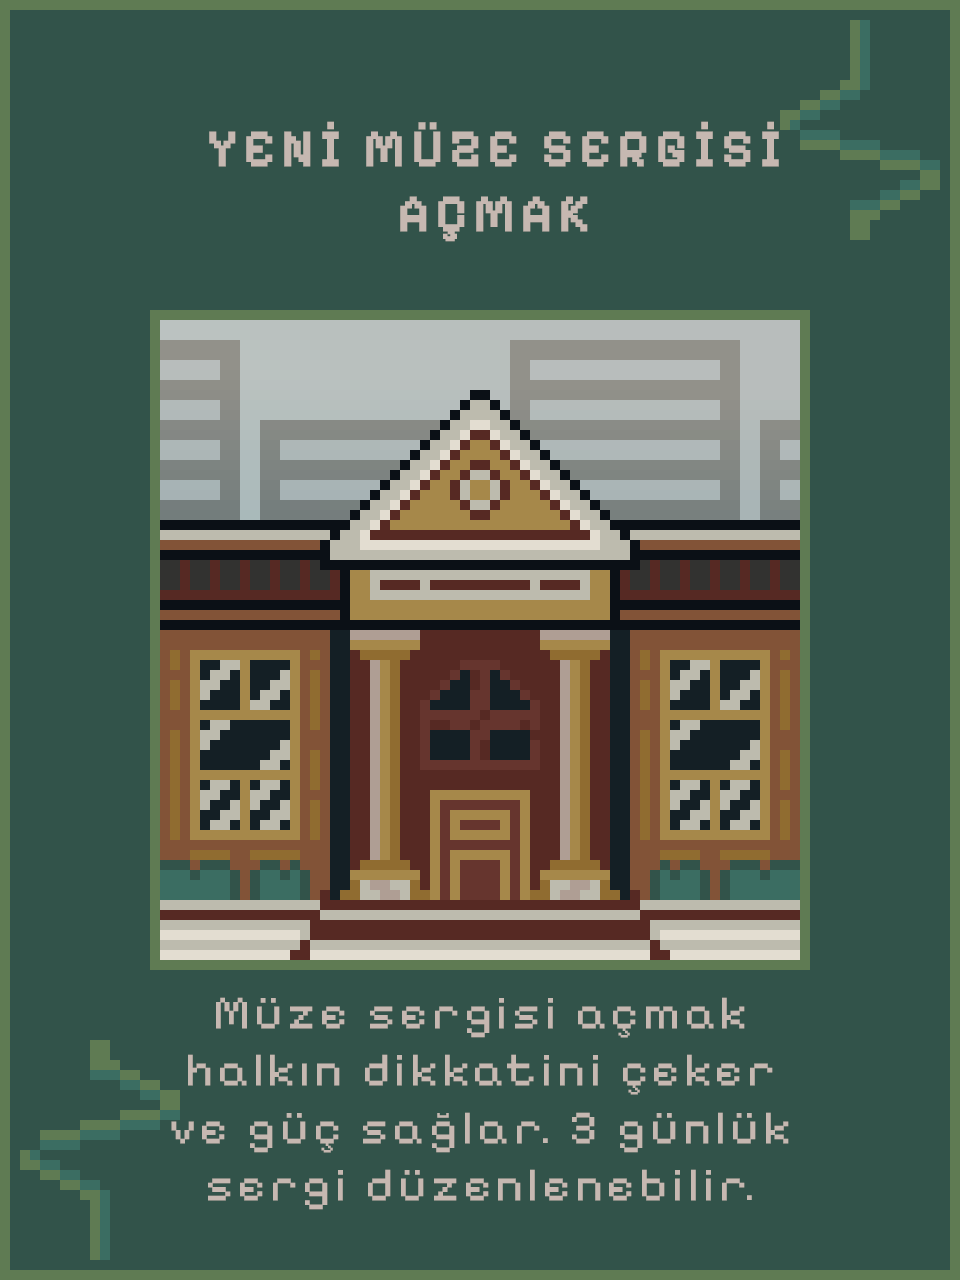 YENİ MÜZE SERGİSİ
AÇMAK
Müze sergisi açmak
halkın dikkatini çeker
ve güç sağlar. 3 günlük
sergi düzenlenebilir.